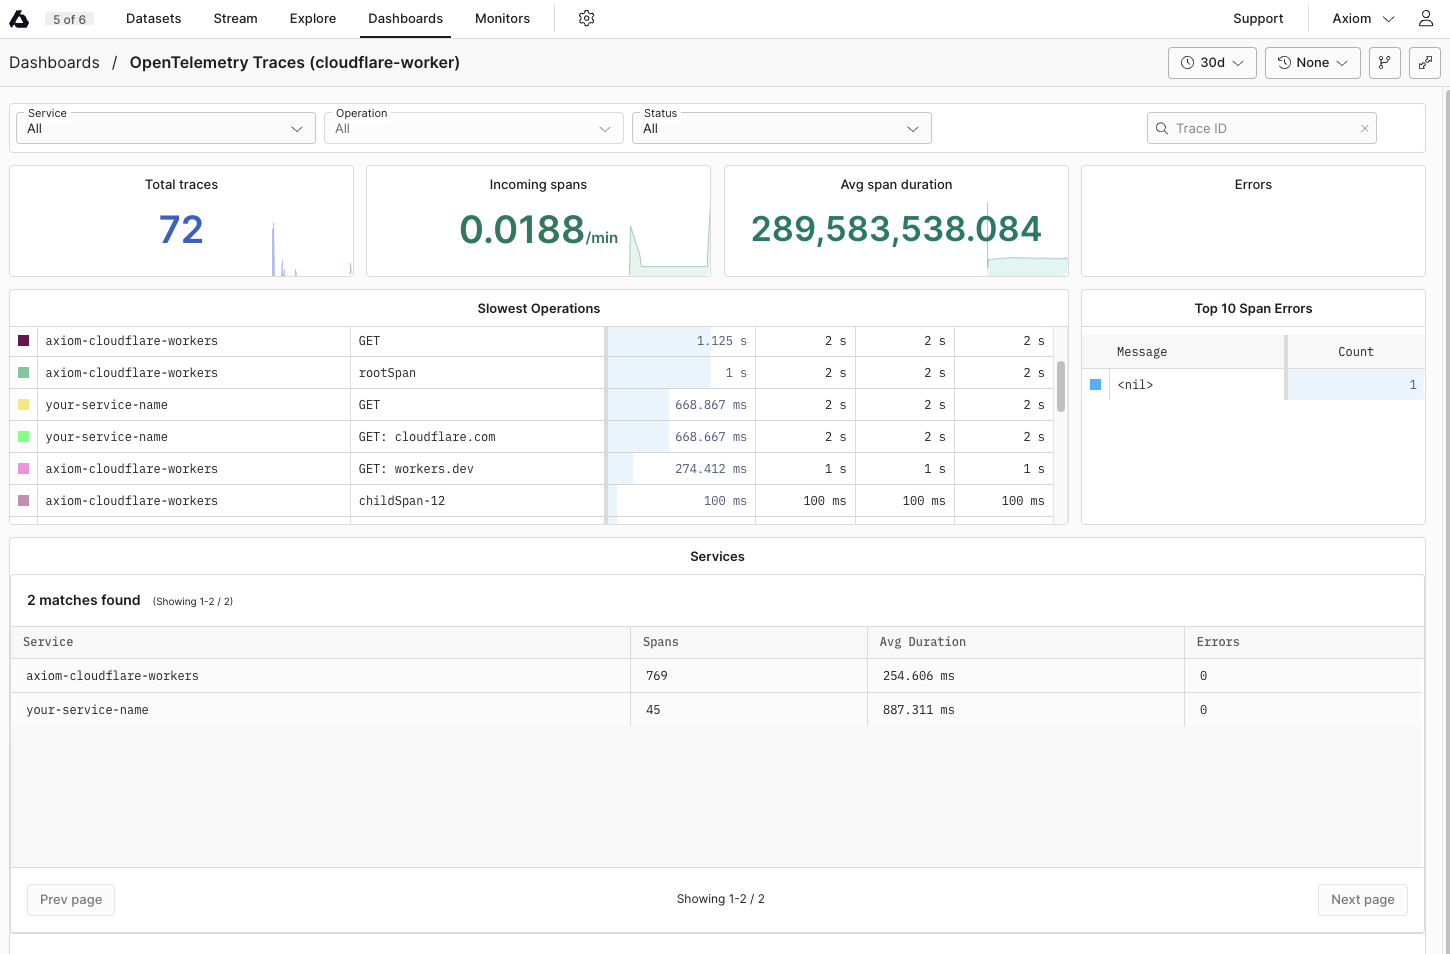 5 of 6 Datasets Stream Explore Dashboards Monitors Support Axiom
Dashboards / OpenTelemetry Traces (cloudflare-worker) 30d None
Service Operation Status
All All All Trace ID
Total traces Incoming spans Avg span duration Errors
72 0.0188/min 289,583,538.084
Slowest Operations Top 10 Span Errors
axiom-cloudflare-workers GET 1.125 s 2 s 2 s 2 s
Message Count
axiom-cloudflare-workers rootSpan 1 s 2 s 2 s 2 s
<nil> 1
your-service-name GET 668.867 ms 2 s 2 s 2 s
your-service-name GET: cloudflare.com 668.667 ms 2 s 2 s 2 s
axiom-cloudflare-workers GET: workers.dev 274.412 ms 1 s 1 s 1 s
axiom-cloudflare-workers childSpan-12 100 ms 100 ms 100 ms 100 ms
Services
2 matches found (Showing 1-2 / 2)
Service Spans Avg Duration Errors
axiom-cloudflare-workers 769 254.606 ms 0
your-service-name 45 887.311 ms 0
Prev page Showing 1-2 / 2 Next page